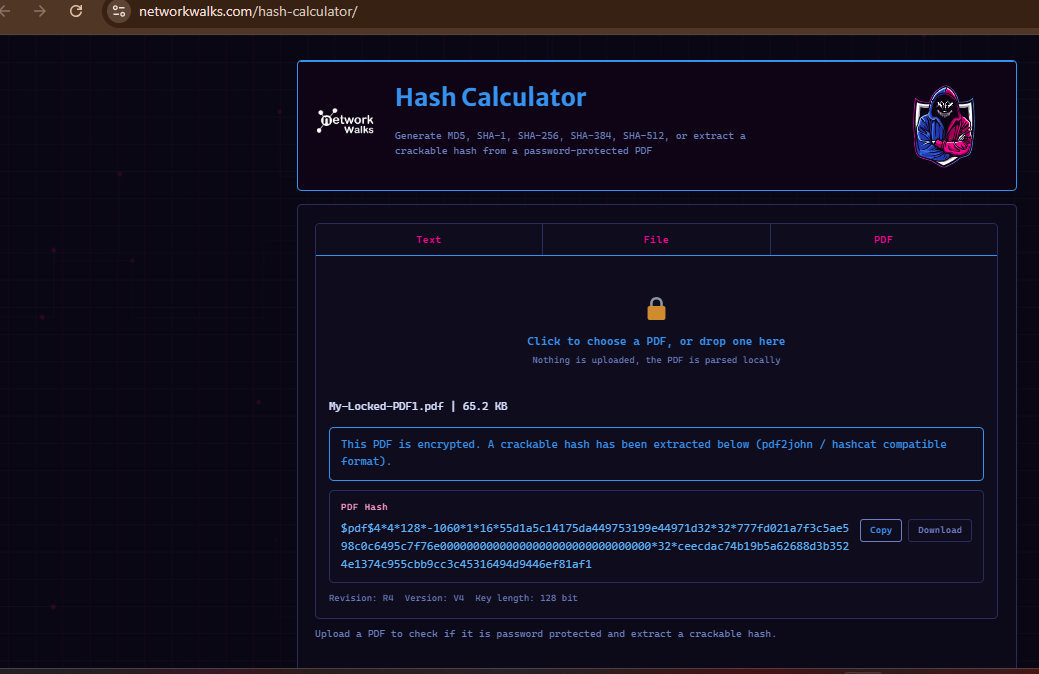 networkwalks.com/hash-calculator/
Hash Calculator
network
Walks
Generate MD5, SHA-1, SHA-256, SHA-384, SHA-512, or extract a
crackable hash from a password-protected PDF
Text File PDF
Click to choose a PDF, or drop one here
Nothing is uploaded, the PDF is parsed locally
My-Locked-PDF1.pdf | 65.2 KB
This PDF is encrypted. A crackable hash has been extracted below (pdf2john / hashcat compatible
format).
PDF Hash
$pdf$4*4*128*-1060*1*16*55d1a5c14175da449753199e44971d32*32*777fd021a7f3c5ae5
98c0c6495c7f76e00000000000000000000000000000000*32*ceecdac74b19b5a62688d3b352
4e1374c955cbb9cc3c45316494d9446ef81af1
Copy Download
Revision: R4 Version: V4 Key length: 128 bit
Upload a PDF to check if it is password protected and extract a crackable hash.